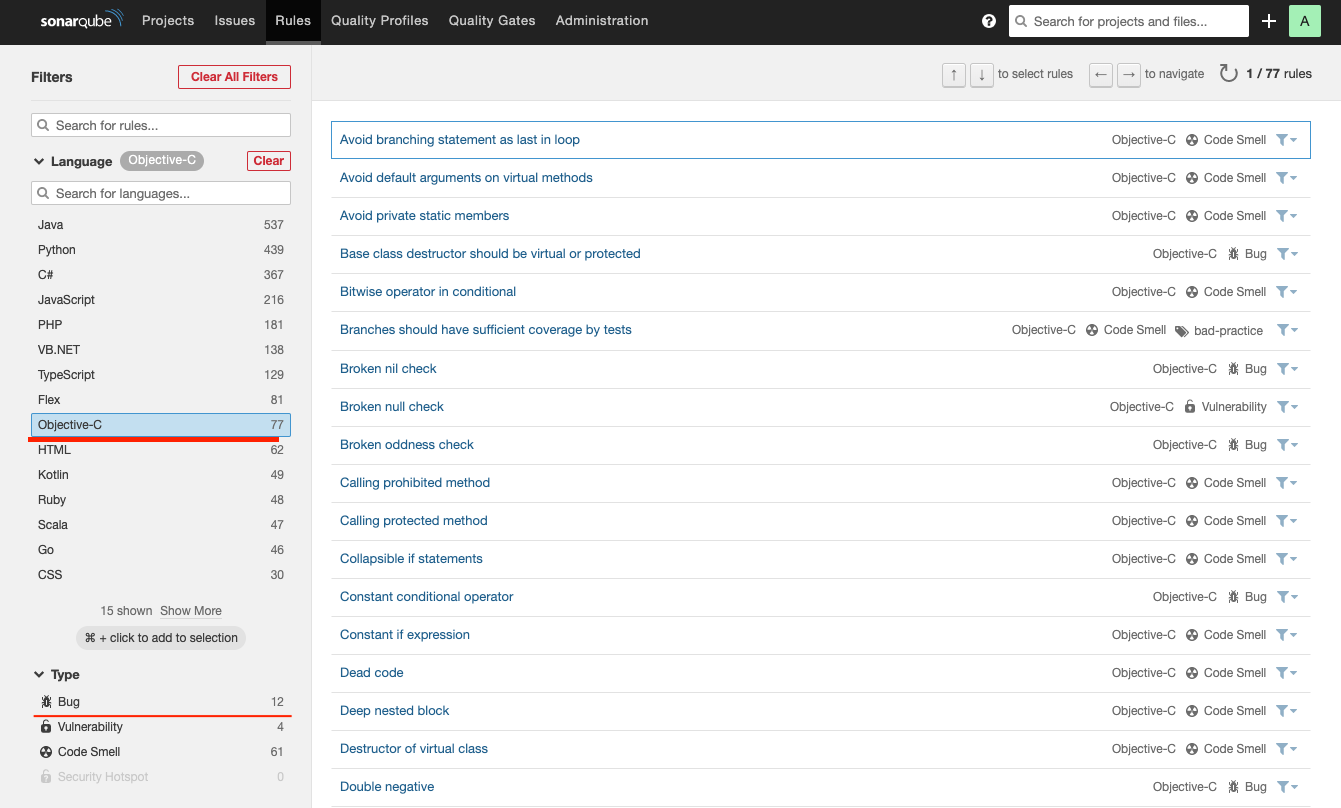 sonarqube Projects Issues Rules Quality Profiles Quality Gates Administration ? Search for projects and files... + A
Filters Clear All Filters
↑ ↓ to select rules ← → to navigate 1 / 77 rules
Search for rules...
Language Objective-C Clear
Search for languages...
Java 537
Python 439
C# 367
JavaScript 216
PHP 181
VB.NET 138
TypeScript 129
Flex 81
Objective-C 77
HTML 62
Kotlin 49
Ruby 48
Scala 47
Go 46
CSS 30
15 shown Show More
⌘ + click to add to selection
Type
Bug 12
Vulnerability 4
Code Smell 61
Security Hotspot 0
Avoid branching statement as last in loop Objective-C Code Smell
Avoid default arguments on virtual methods Objective-C Code Smell
Avoid private static members Objective-C Code Smell
Base class destructor should be virtual or protected Objective-C Bug
Bitwise operator in conditional Objective-C Code Smell
Branches should have sufficient coverage by tests Objective-C Code Smell bad-practice
Broken nil check Objective-C Bug
Broken null check Objective-C Vulnerability
Broken oddness check Objective-C Bug
Calling prohibited method Objective-C Code Smell
Calling protected method Objective-C Code Smell
Collapsible if statements Objective-C Code Smell
Constant conditional operator Objective-C Bug
Constant if expression Objective-C Code Smell
Dead code Objective-C Code Smell
Deep nested block Objective-C Code Smell
Destructor of virtual class Objective-C Code Smell
Double negative Objective-C Bug